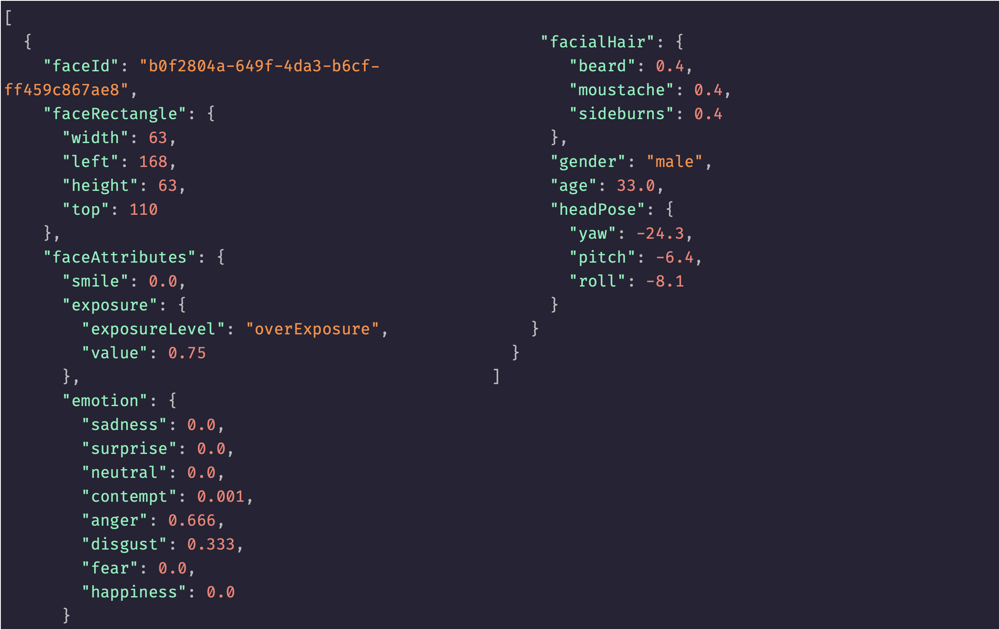 [
  {
    "faceId": "b0f2804a-649f-4da3-b6cf-
ff459c867ae8",
    "faceRectangle": {
      "width": 63,
      "left": 168,
      "height": 63,
      "top": 110
    },
    "faceAttributes": {
      "smile": 0.0,
      "exposure": {
        "exposureLevel": "overExposure",
        "value": 0.75
      },
      "emotion": {
        "sadness": 0.0,
        "surprise": 0.0,
        "neutral": 0.0,
        "contempt": 0.001,
        "anger": 0.666,
        "disgust": 0.333,
        "fear": 0.0,
        "happiness": 0.0
      }
     "facialHair": {
        "beard": 0.4,
        "moustache": 0.4,
        "sideburns": 0.4
      },
      "gender": "male",
      "age": 33.0,
      "headPose": {
        "yaw": -24.3,
        "pitch": -6.4,
        "roll": -8.1
      }
    }
  }
]